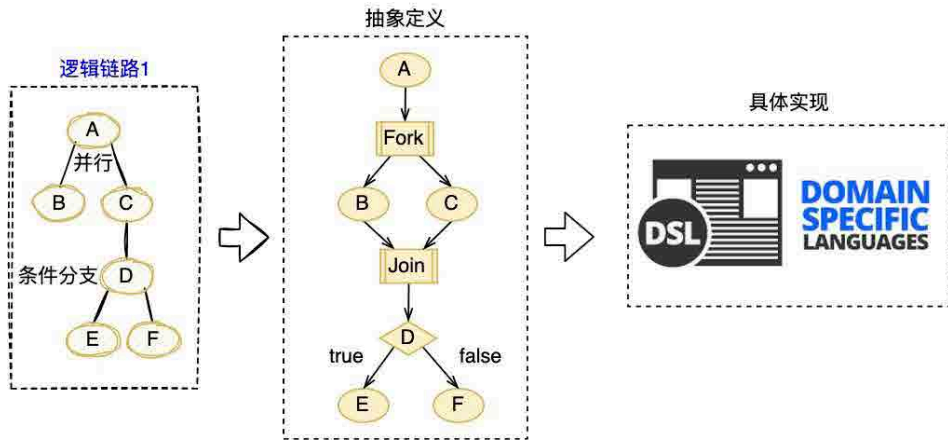 逻辑链路1
A
并行
B
C
条件分支
D
E
F
抽象定义
A
Fork
B
C
Join
D
true
false
E
F
具体实现
DSL
DOMAIN
SPECIFIC
LANGUAGES